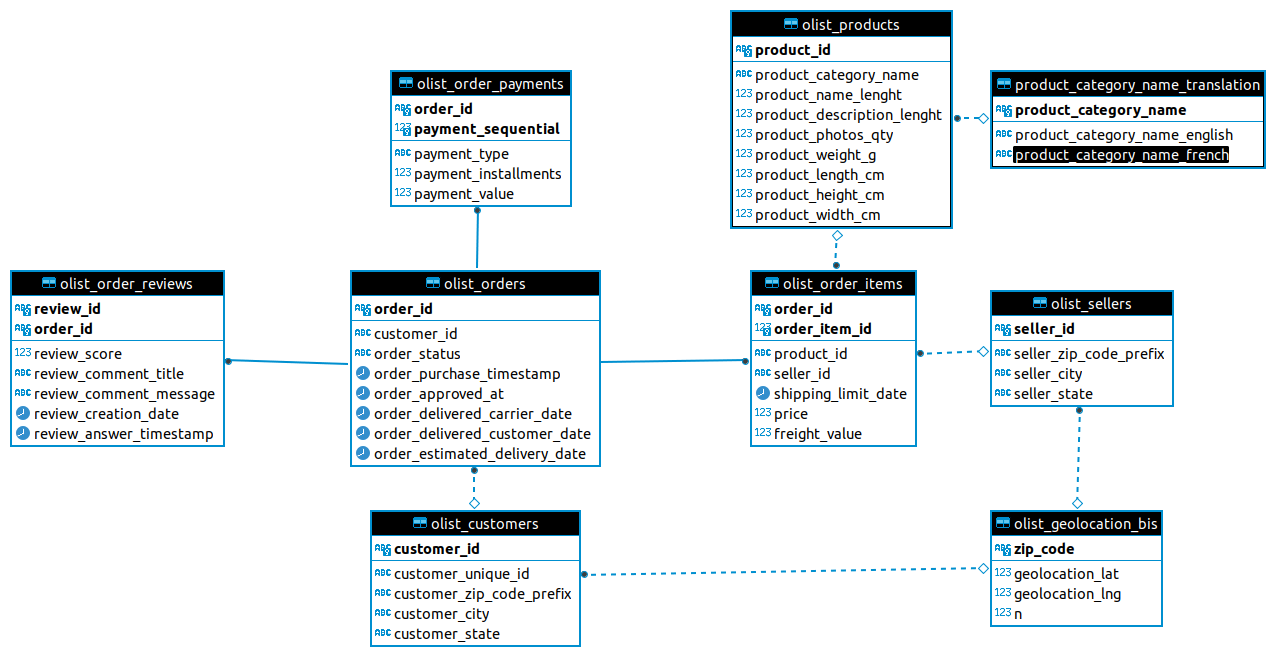 olist_products
product_id
product_category_name
product_name_lenght
product_description_lenght
product_photos_qty
product_weight_g
product_length_cm
product_height_cm
product_width_cm
olist_order_payments
order_id
payment_sequential
payment_type
payment_installments
payment_value
product_category_name_translation
product_category_name
product_category_name_english
product_category_name_french
olist_order_reviews
review_id
order_id
review_score
review_comment_title
review_comment_message
review_creation_date
review_answer_timestamp
olist_orders
order_id
customer_id
order_status
order_purchase_timestamp
order_approved_at
order_delivered_carrier_date
order_delivered_customer_date
order_estimated_delivery_date
olist_order_items
order_id
order_item_id
product_id
seller_id
shipping_limit_date
price
freight_value
olist_sellers
seller_id
seller_zip_code_prefix
seller_city
seller_state
olist_customers
customer_id
customer_unique_id
customer_zip_code_prefix
customer_city
customer_state
olist_geolocation_bis
zip_code
geolocation_lat
geolocation_lng
n